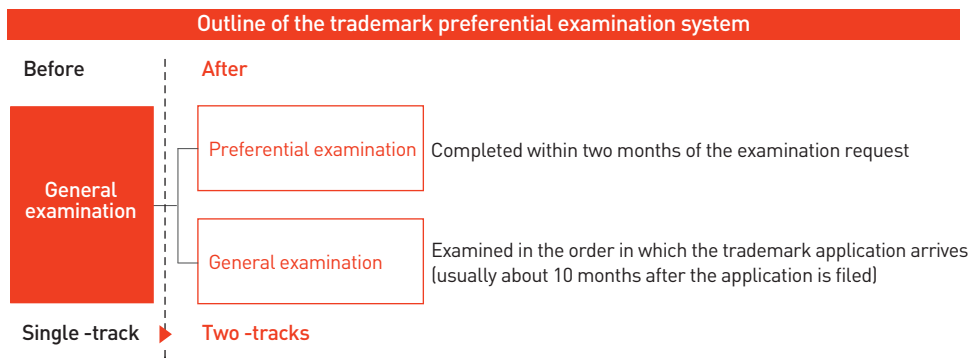 Outline of the trademark preferential examination system
Before
After
General
examination
Preferential examination
Completed within two months of the examination request
General examination
Examined in the order in which the trademark application arrives
(usually about 10 months after the application is filed)
Single -track
Two -tracks